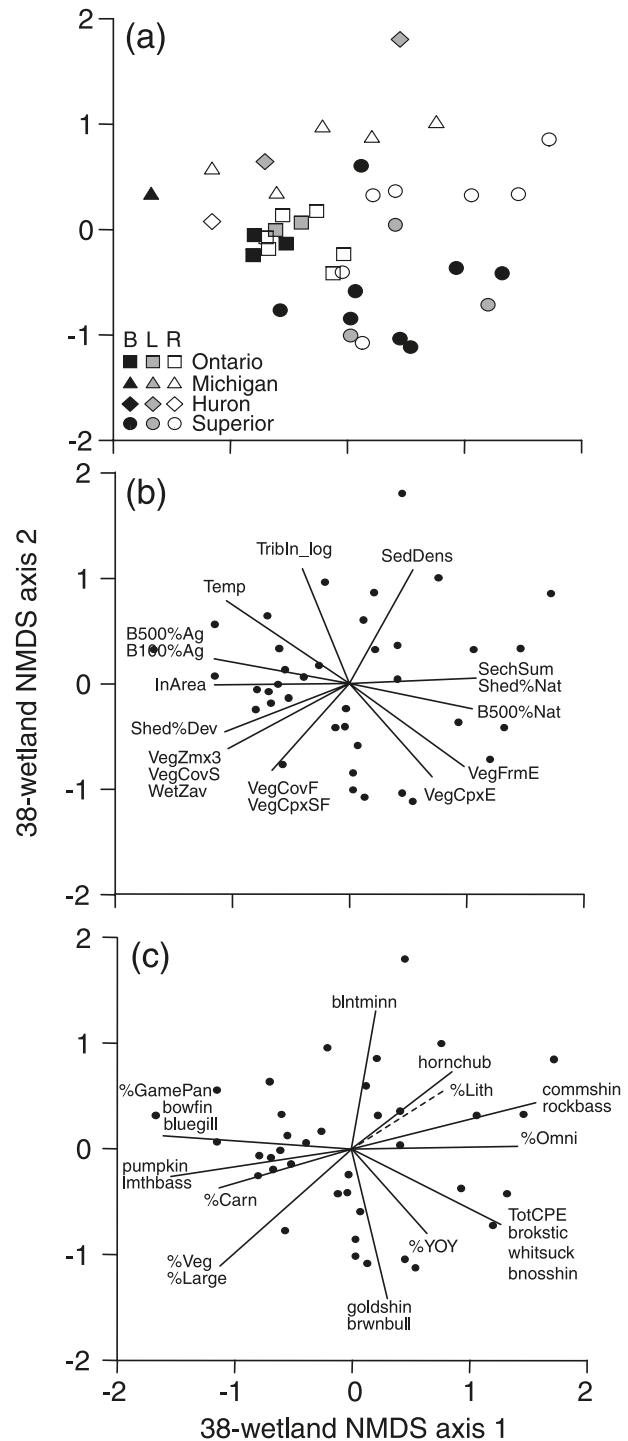 2
(a)
1
0
-1
-2
B L R
Ontario
Michigan
Huron
Superior
38-wetland NMDS axis 2
2
(b)
1
0
-1
-2
TribIn_log
SedDens
Temp
B500%Ag
B100%Ag
InArea
SechSum
Shed%Nat
B500%Nat
Shed%Dev
VegZmx3
VegCovS
WetZav
VegCovF
VegCpxSF
VegFrmE
VegCpxE
2
(c)
1
0
-1
-2
blntminn
hornchub
%Lith
commshin
rockbass
%GamePan
bowfin
bluegill
%Omni
pumpkin
lmthbass
%Carn
%Veg
%Large
%YOY
TotCPE
brokstic
whitsuck
bnosshin
goldshin
brwnbull
-2 -1 0 1 2
38-wetland NMDS axis 1